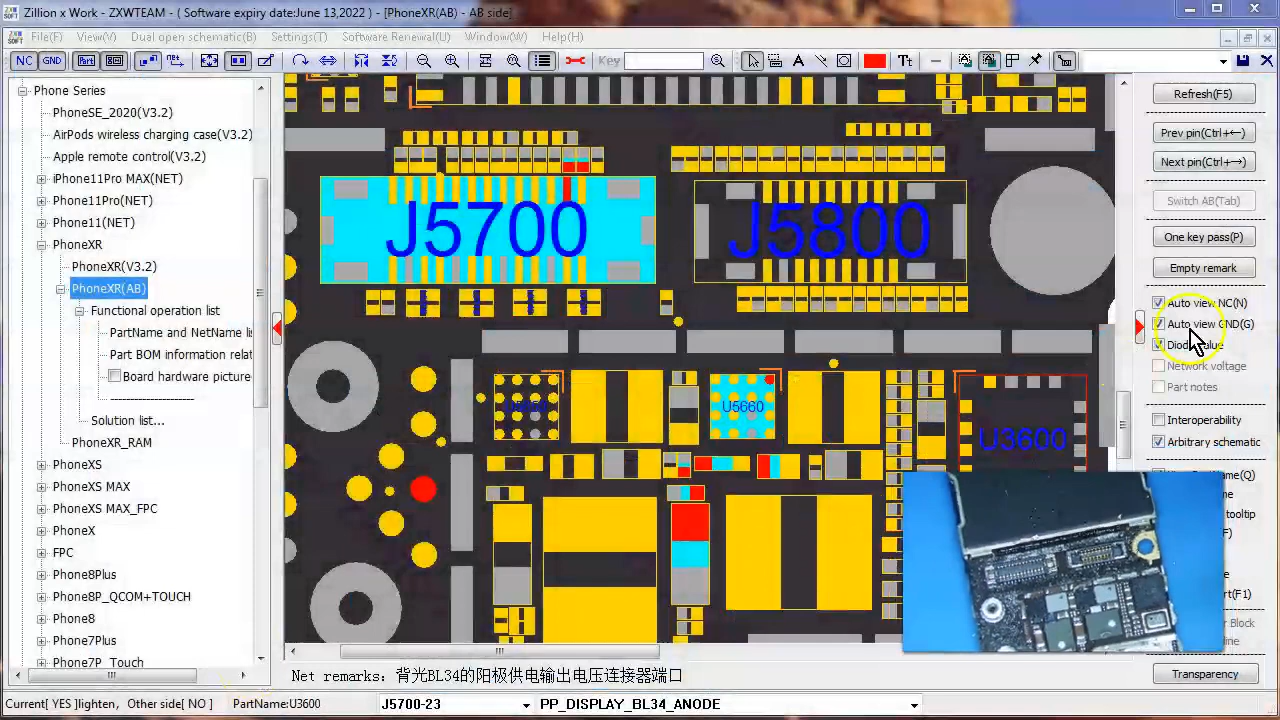 Zillion x Work - ZXWTEAM - ( Software expiry date:June 13,2022 ) - [PhoneXR(AB) - AB side]
File(F) View(V) Dual open schematic(B) Settings(T) Software Renewal(U) Window(W) Help(H)
NC GND Part net Key A Tt
Phone Series
PhoneSE_2020(V3.2)
AirPods wireless charging case(V3.2)
Apple remote control(V3.2)
iPhone11Pro MAX(NET)
Phone11Pro(NET)
Phone11(NET)
PhoneXR
PhoneXR(V3.2)
PhoneXR(AB)
Functional operation list
PartName and NetName li
Part BOM information relat
Board hardware picture
--------------------
Solution list...
PhoneXR_RAM
PhoneXS
PhoneXS MAX
PhoneXS MAX_FPC
PhoneX
FPC
Phone8Plus
Phone8P_QCOM+TOUCH
Phone8
Phone7Plus
Phone7P_Touch
J5700
J5800
U5660
U3600
Refresh(F5)
Prev pin(Ctrl+←)
Next pin(Ctrl+→)
Switch AB(Tab)
One key pass(P)
Empty remark
Auto view NC(N)
Auto view GND(G)
Diode value
Network voltage
Part notes
Interoperability
Arbitrary schematic
Transparency
Net remarks: 背光BL34的阳极供电输出电压连接器端口
Current[ YES ]lighten, Other side[ NO ] PartName:U3600 J5700-23 PP_DISPLAY_BL34_ANODE